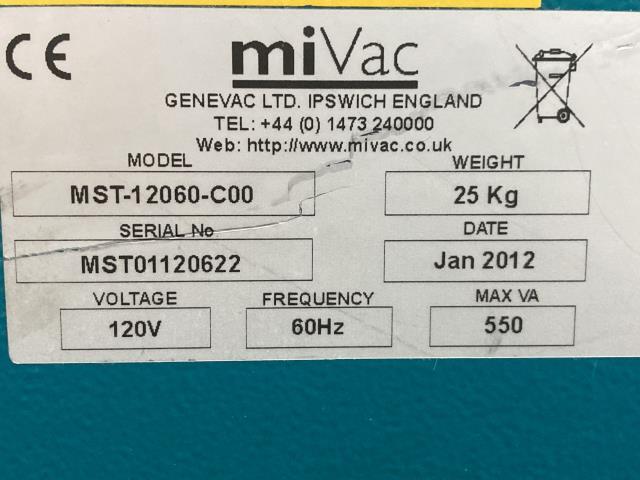 CE
miVac
GENEVAC LTD. IPSWICH ENGLAND
TEL: +44 (0) 1473 240000
Web: http://www.mivac.co.uk
MODEL
MST-12060-C00
WEIGHT
25 Kg
SERIAL No
MST01120622
DATE
Jan 2012
VOLTAGE
120V
FREQUENCY
60Hz
MAX VA
550